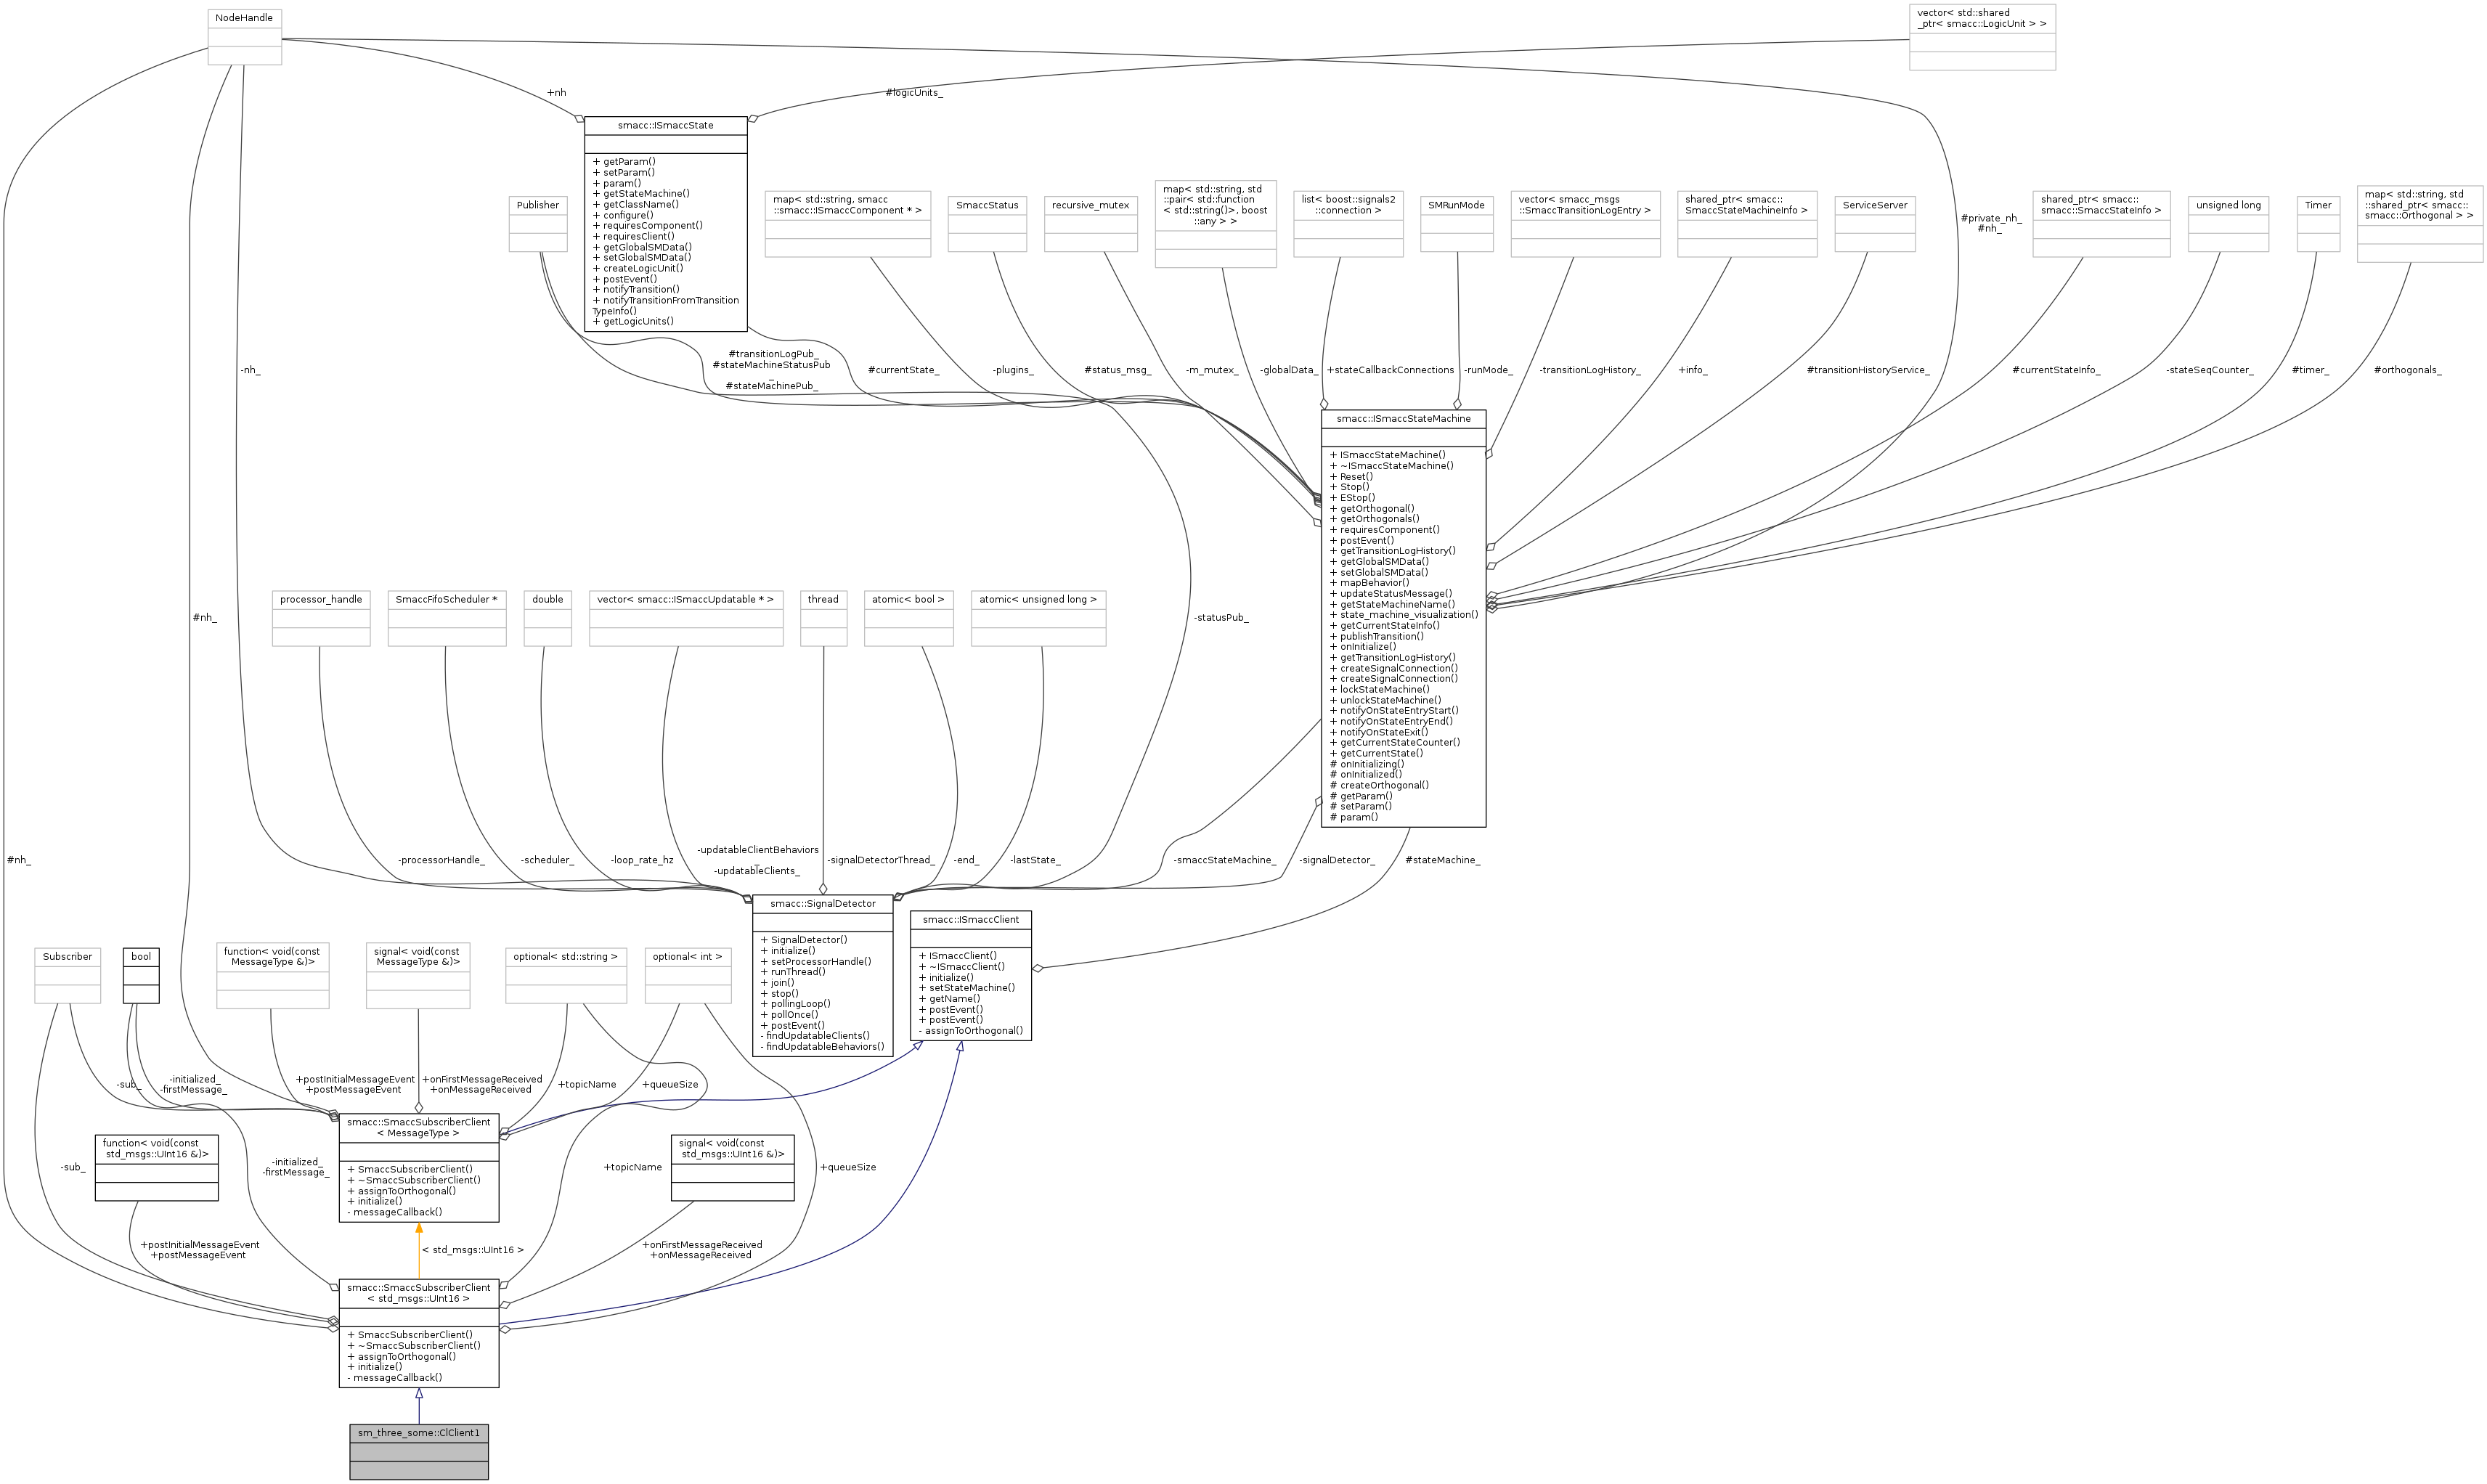 NodeHandle
vector< std::shared
_ptr< smacc::LogicUnit > >
+nh
#logicUnits_
smacc::ISmaccState
+ getParam()
+ setParam()
+ param()
+ getStateMachine()
+ getClassName()
+ configure()
+ requiresComponent()
+ requiresClient()
+ getGlobalSMData()
+ setGlobalSMData()
+ createLogicUnit()
+ postEvent()
+ notifyTransition()
+ notifyTransitionFromTransition
TypeInfo()
+ getLogicUnits()
Publisher
map< std::string, smacc
::smacc::ISmaccComponent * >
SmaccStatus
recursive_mutex
map< std::string, std
::pair< std::function
< std::string()>, boost
::any > >
list< boost::signals2
::connection >
SMRunMode
vector< smacc_msgs
::SmaccTransitionLogEntry >
shared_ptr< smacc::
SmaccStateMachineInfo >
ServiceServer
#private_nh_
#nh_
shared_ptr< smacc::
smacc::SmaccStateInfo >
unsigned long
Timer
map< std::string, std
::shared_ptr< smacc::
smacc::Orthogonal > >
-nh_
#transitionLogPub_
#stateMachineStatusPub
_
#stateMachinePub_
#currentState_
-plugins_
#status_msg_
-m_mutex_
-globalData_
+stateCallbackConnections
-runMode_
-transitionLogHistory_
+info_
#transitionHistoryService_
#currentStateInfo_
-stateSeqCounter_
#timer_
#orthogonals_
smacc::ISmaccStateMachine
+ ISmaccStateMachine()
+ ~ISmaccStateMachine()
+ Reset()
+ Stop()
+ EStop()
+ getOrthogonal()
+ getOrthogonals()
+ requiresComponent()
+ postEvent()
+ getTransitionLogHistory()
+ getGlobalSMData()
+ setGlobalSMData()
+ mapBehavior()
+ updateStatusMessage()
+ getStateMachineName()
+ state_machine_visualization()
+ getCurrentStateInfo()
+ publishTransition()
+ onInitialize()
+ getTransitionLogHistory()
+ createSignalConnection()
+ createSignalConnection()
+ lockStateMachine()
+ unlockStateMachine()
+ notifyOnStateEntryStart()
+ notifyOnStateEntryEnd()
+ notifyOnStateExit()
+ getCurrentStateCounter()
+ getCurrentState()
# onInitializing()
# onInitialized()
# createOrthogonal()
# getParam()
# setParam()
# param()
processor_handle
SmaccFifoScheduler *
double
vector< smacc::ISmaccUpdatable * >
thread
atomic< bool >
atomic< unsigned long >
#nh_
-statusPub_
#nh_
-processorHandle_
-scheduler_
-loop_rate_hz
-updatableClientBehaviors
_
-updatableClients_
-signalDetectorThread_
-end_
-lastState_
-smaccStateMachine_
-signalDetector_
#stateMachine_
smacc::SignalDetector
+ SignalDetector()
+ initialize()
+ setProcessorHandle()
+ runThread()
+ join()
+ stop()
+ pollingLoop()
+ pollOnce()
+ postEvent()
- findUpdatableClients()
- findUpdatableBehaviors()
smacc::ISmaccClient
+ ISmaccClient()
+ ~ISmaccClient()
+ initialize()
+ setStateMachine()
+ getName()
+ postEvent()
+ postEvent()
- assignToOrthogonal()
Subscriber
bool
function< void(const
MessageType &)>
signal< void(const
MessageType &)>
optional< std::string >
optional< int >
-sub_
-initialized_
-firstMessage_
+postInitialMessageEvent
+postMessageEvent
+onFirstMessageReceived
+onMessageReceived
+topicName
+queueSize
smacc::SmaccSubscriberClient
< MessageType >
+ SmaccSubscriberClient()
+ ~SmaccSubscriberClient()
+ assignToOrthogonal()
+ initialize()
- messageCallback()
function< void(const
std_msgs::UInt16 &)>
signal< void(const
std_msgs::UInt16 &)>
-sub_
-initialized_
-firstMessage_
+topicName
+queueSize
+postInitialMessageEvent
+postMessageEvent
< std_msgs::UInt16 >
+onFirstMessageReceived
+onMessageReceived
smacc::SmaccSubscriberClient
< std_msgs::UInt16 >
+ SmaccSubscriberClient()
+ ~SmaccSubscriberClient()
+ assignToOrthogonal()
+ initialize()
- messageCallback()
sm_three_some::ClClient1